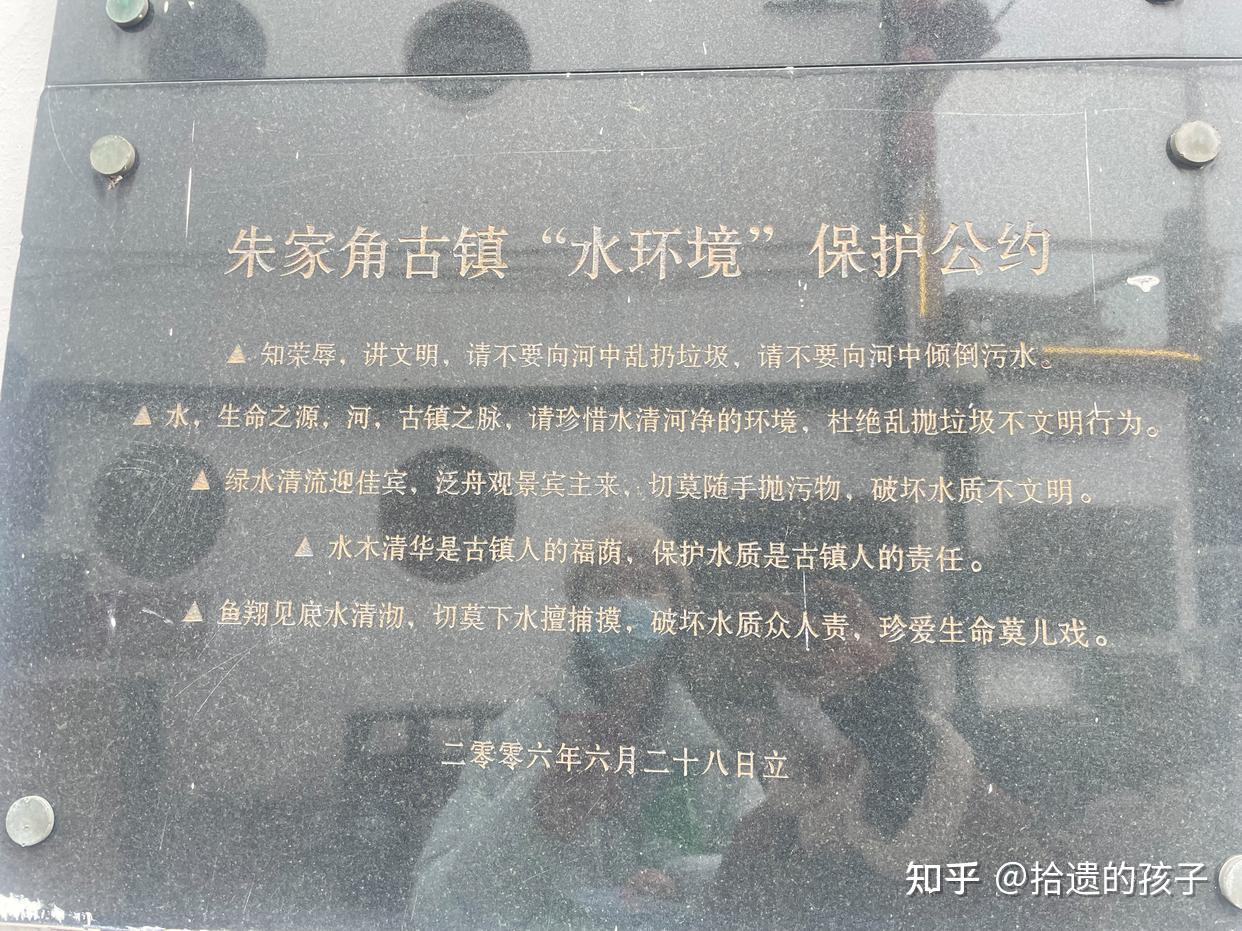 朱家角古镇“水环境”保护公约
▲ 知荣辱，讲文明，请不要向河中乱扔垃圾，请不要向河中倾倒污水。
▲ 水，生命之源，河，古镇之脉，请珍惜水清河净的环境，杜绝乱抛垃圾不文明行为。
▲ 绿水清流迎佳宾，泛舟观景宾主来，切莫随手抛污物，破坏水质不文明。
▲ 水木清华是古镇人的福荫，保护水质是古镇人的责任。
▲ 鱼翔见底水清沏，切莫下水擅捕摸，破坏水质众人责，珍爱生命莫儿戏。
二零零六年六月二十八日立
知乎 @拾遗的孩子